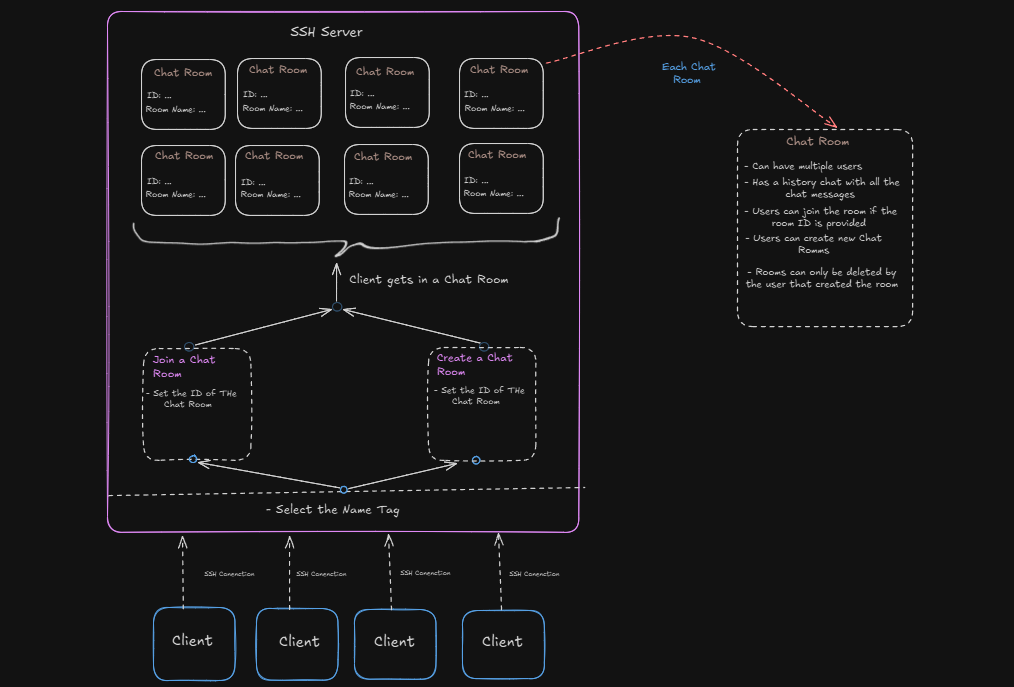 SSH Server
Chat Room
ID: ...
Room Name: ...
Chat Room
ID: ...
Room Name: ...
Chat Room
ID: ...
Room Name: ...
Chat Room
ID: ...
Room Name: ...
Chat Room
ID: ...
Room Name: ...
Chat Room
ID: ...
Room Name: ...
Chat Room
ID: ...
Room Name: ...
Chat Room
ID: ...
Room Name: ...
Each Chat
Room
Chat Room
- Can have multiple users
- Has a history chat with all the
chat messages
- Users can join the room if the
room ID is provided
- Users can create new Chat
Romms
- Rooms can only be deleted by
the user that created the room
Client gets in a Chat Room
Join a Chat
Room
- Set the ID of THe
Chat Room
Create a Chat
Room
- Set the ID of THe
Chat Room
- Select the Name Tag
SSH Conenction
SSH Conenction
SSH Conenction
SSH Conenction
Client
Client
Client
Client